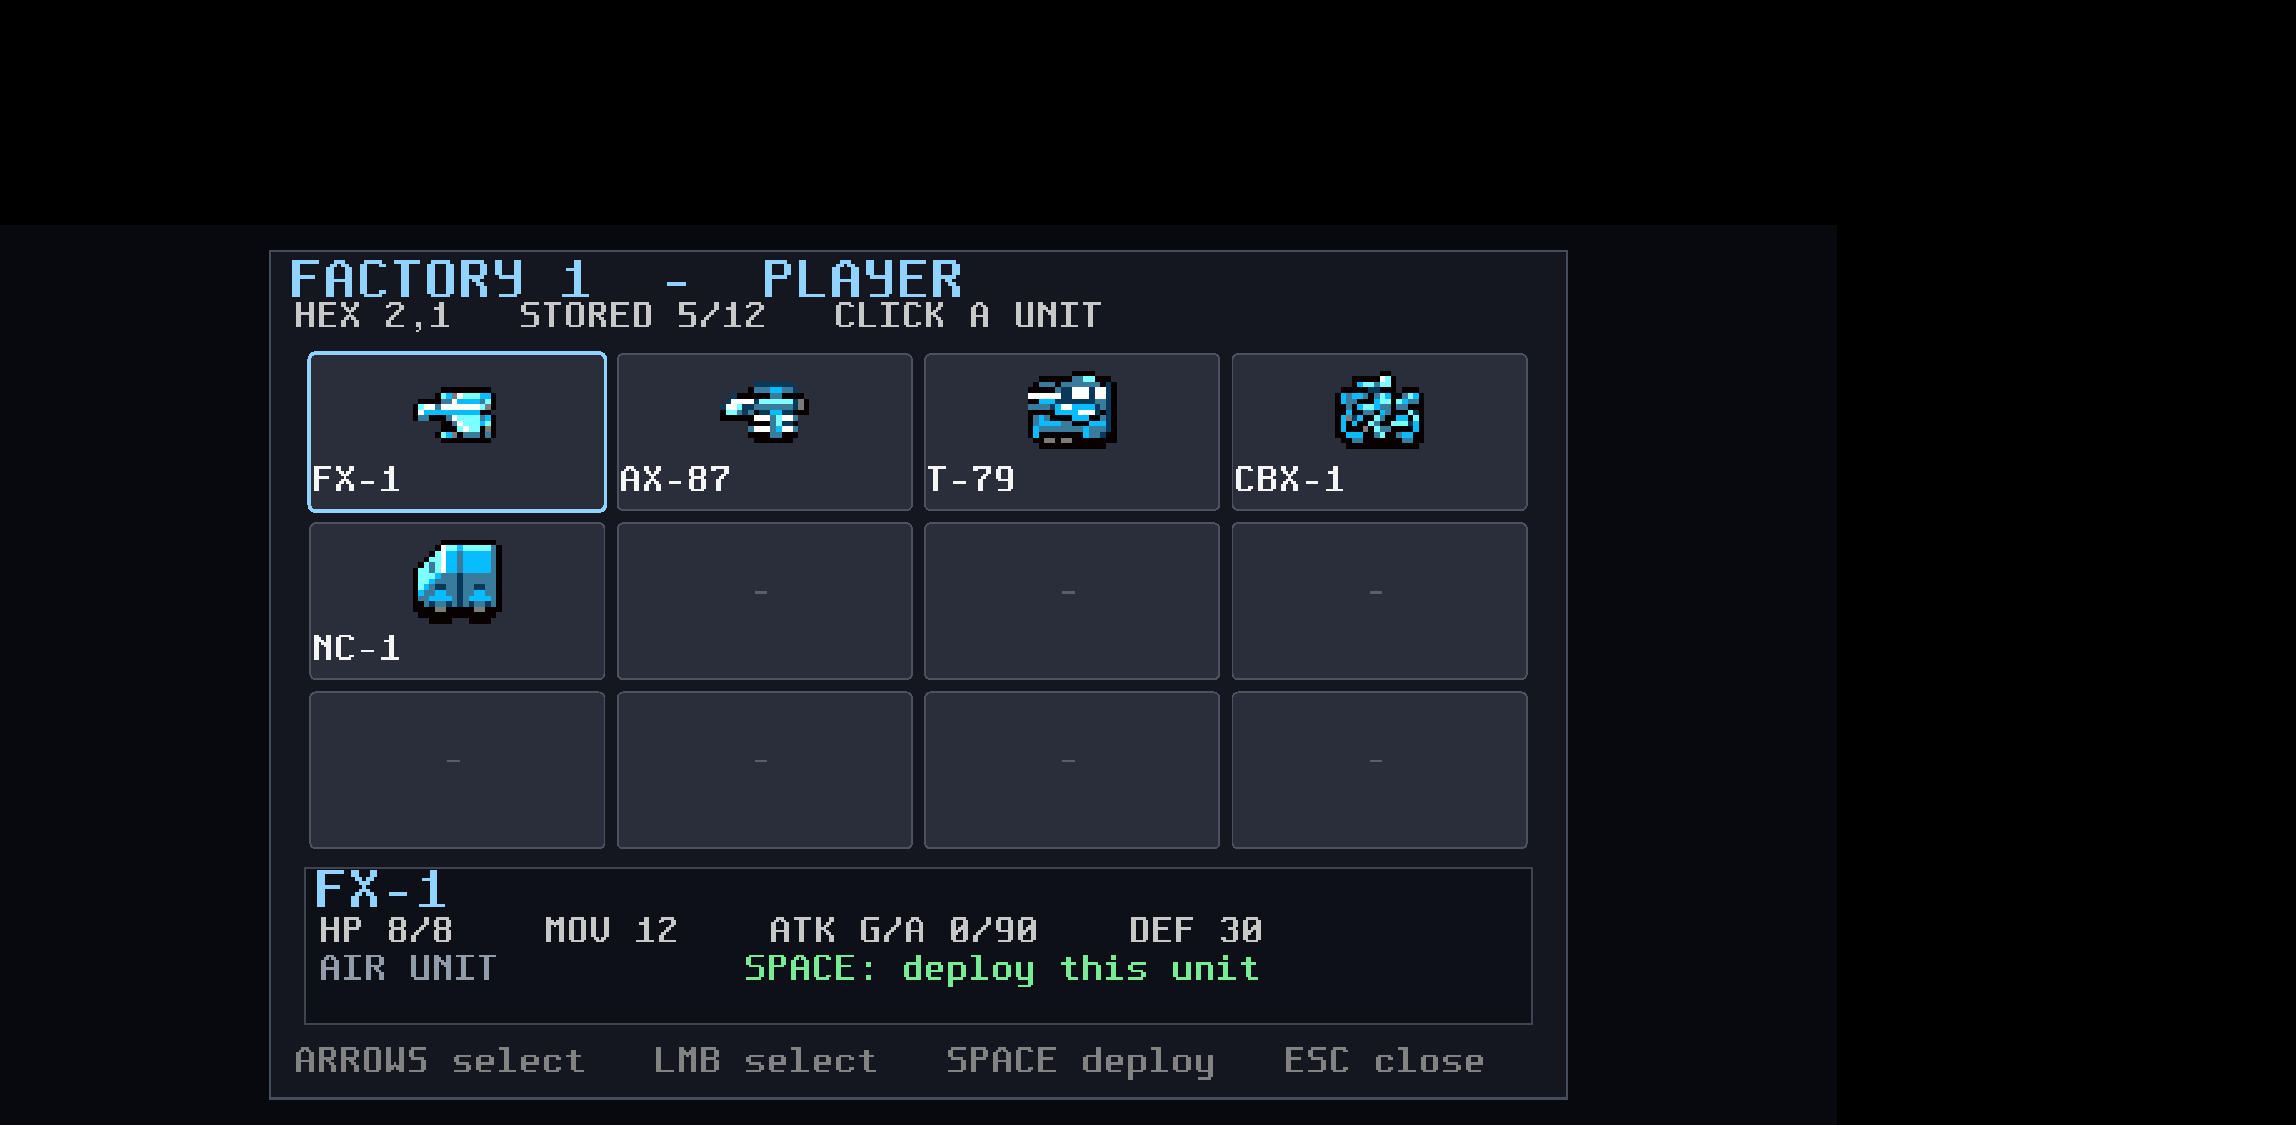 FACTORY 1 - PLAYER
HEX 2,1 STORED 5/12 CLICK A UNIT
FX-1 AX-87 T-79 CBX-1
NC-1 - - -
- - - -
FX-1
HP 8/8 MOV 12 ATK G/A 0/90 DEF 30
AIR UNIT SPACE: deploy this unit
ARROWS select LMB select SPACE deploy ESC close